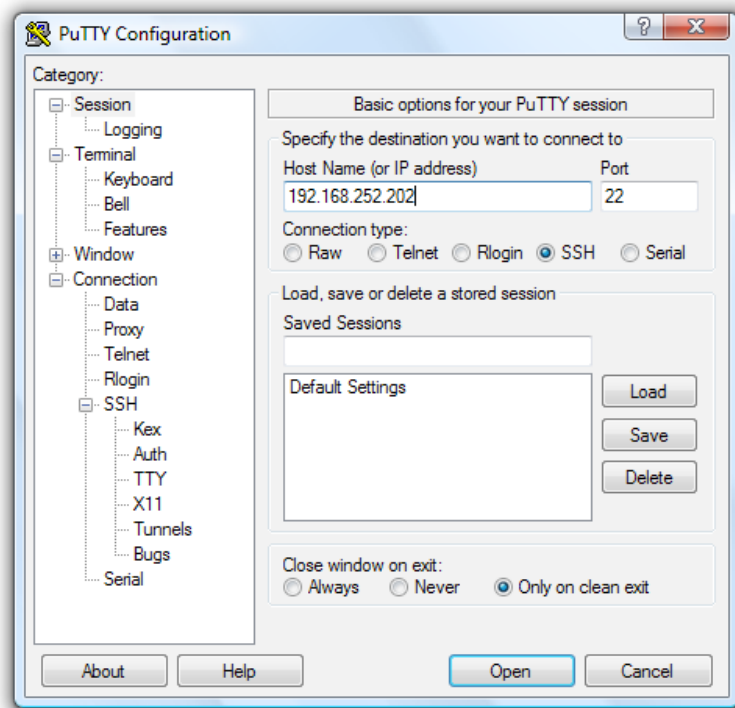 PuTTY Configuration
Category:
Session
Logging
Terminal
Keyboard
Bell
Features
Window
Connection
Data
Proxy
Telnet
Rlogin
SSH
Kex
Auth
TTY
X11
Tunnels
Bugs
Serial
Basic options for your PuTTY session
Specify the destination you want to connect to
Host Name (or IP address) Port
192.168.252.202 22
Connection type:
Raw Telnet Rlogin SSH Serial
Load, save or delete a stored session
Saved Sessions
Default Settings
Load
Save
Delete
Close window on exit:
Always Never Only on clean exit
About Help Open Cancel